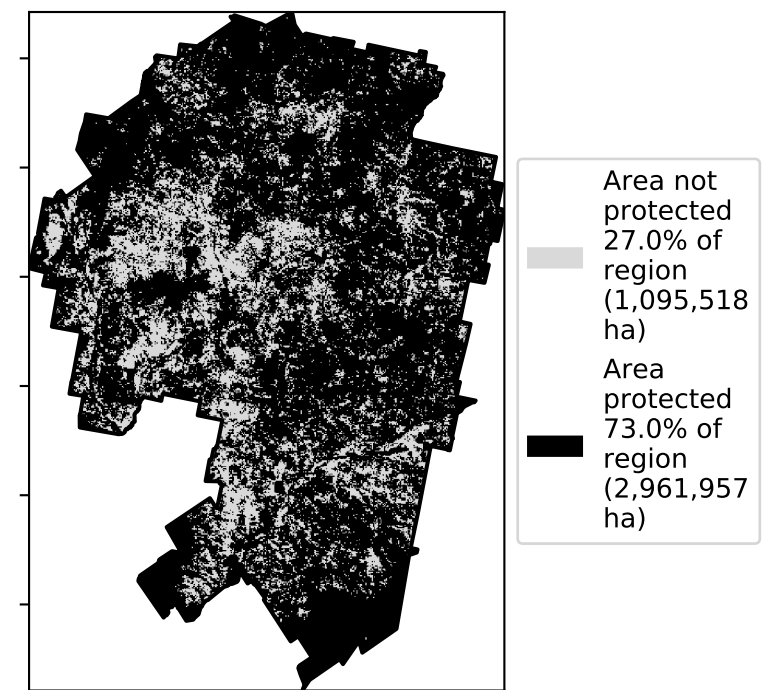 Area not
protected
27.0% of
region
(1,095,518
ha)
Area
protected
73.0% of
region
(2,961,957
ha)